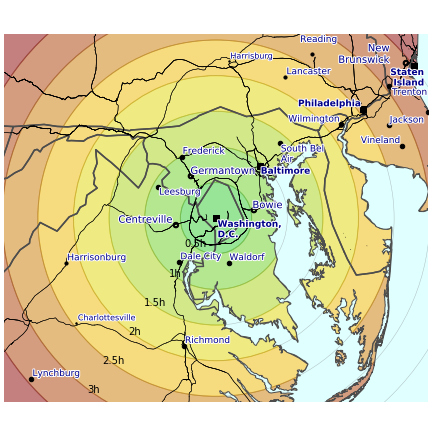 Reading
New
Brunswick
Harrisburg
Lancaster
Staten
Island
Trenton
Philadelphia
Wilmington
Jackson
Vineland
Frederick
South Bel
Air
Germantown
Baltimore
Leesburg
Bowie
Centreville
Washington,
D.C.
0.5h
Harrisonburg
Dale City
Waldorf
1h
1.5h
Charlottesville
2h
Richmond
2.5h
Lynchburg
3h